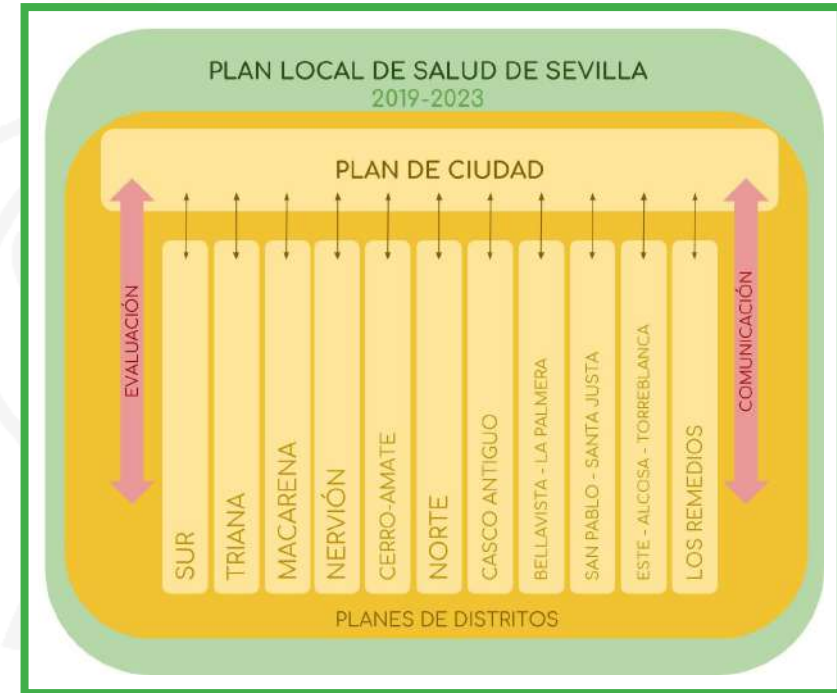 PLAN LOCAL DE SALUD DE SEVILLA
2019-2023
PLAN DE CIUDAD
EVALUACIÓN
SUR
TRIANA
MACARENA
NERVIÓN
CERRO-AMATE
NORTE
CASCO ANTIGUO
BELLAVISTA - LA PALMERA
SAN PABLO - SANTA JUSTA
ESTE - ALCOSA - TORREBLANCA
LOS REMEDIOS
COMUNICACIÓN
PLANES DE DISTRITOS